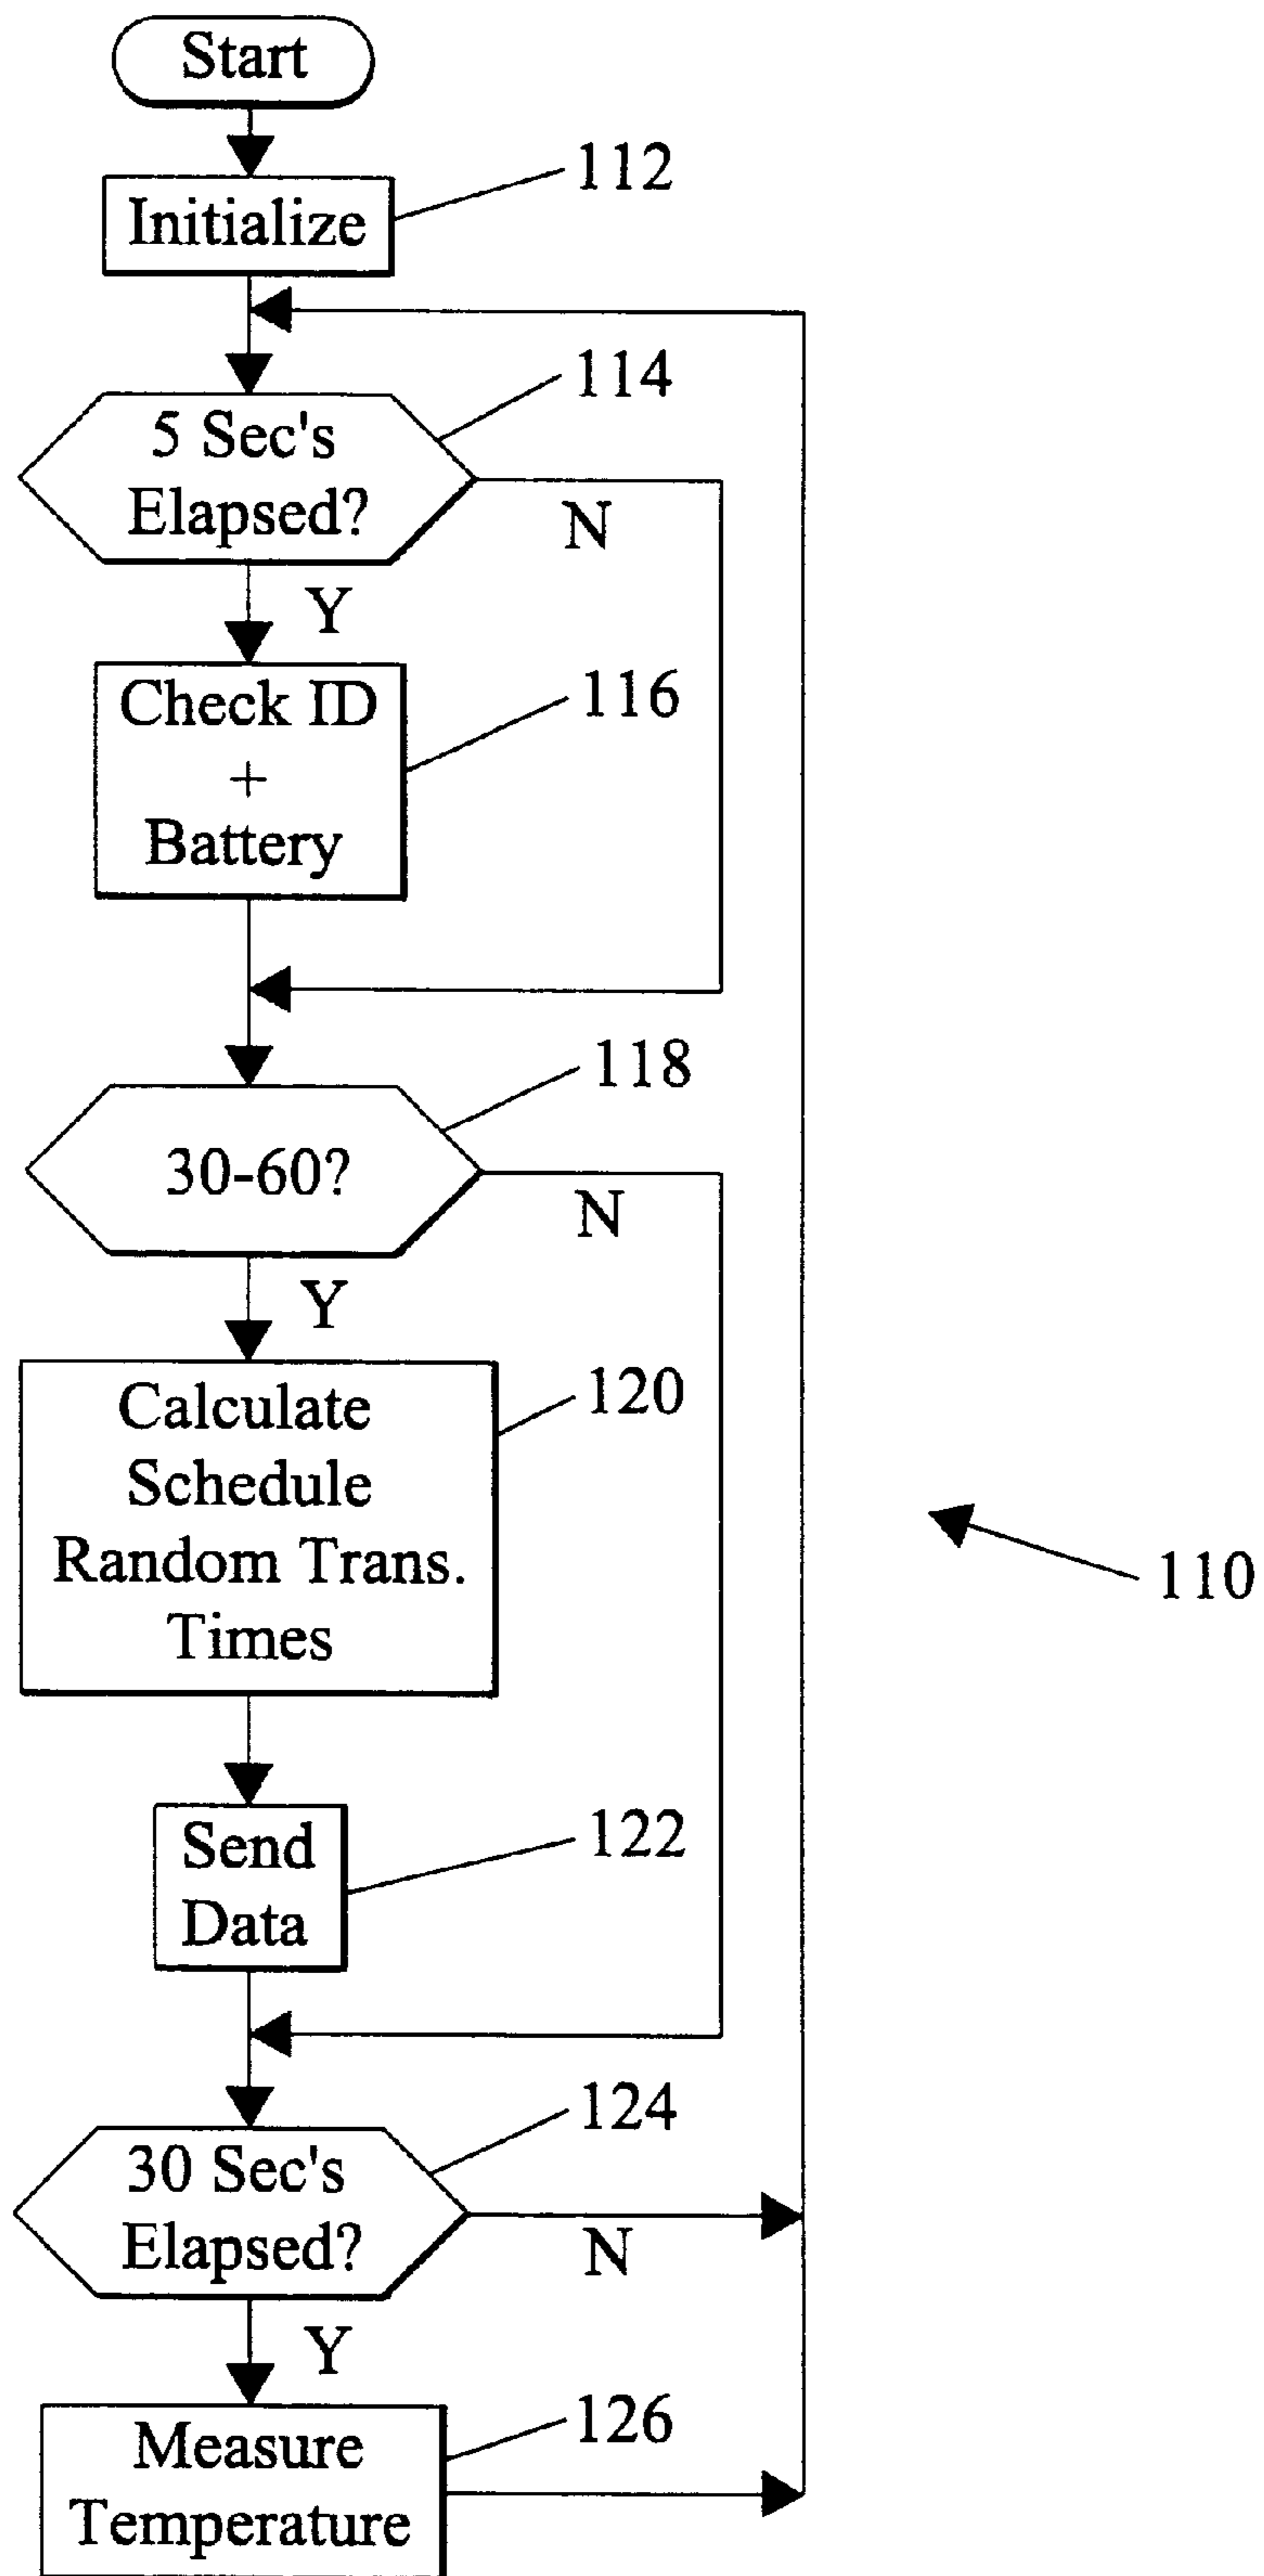 Start
Initialize
112
5 Sec's
Elapsed?
114
N
Y
Check ID
+
Battery
116
30-60?
118
N
Y
Calculate
Schedule
Random Trans.
Times
120
110
Send
Data
122
30 Sec's
Elapsed?
124
N
Y
Measure
Temperature
126